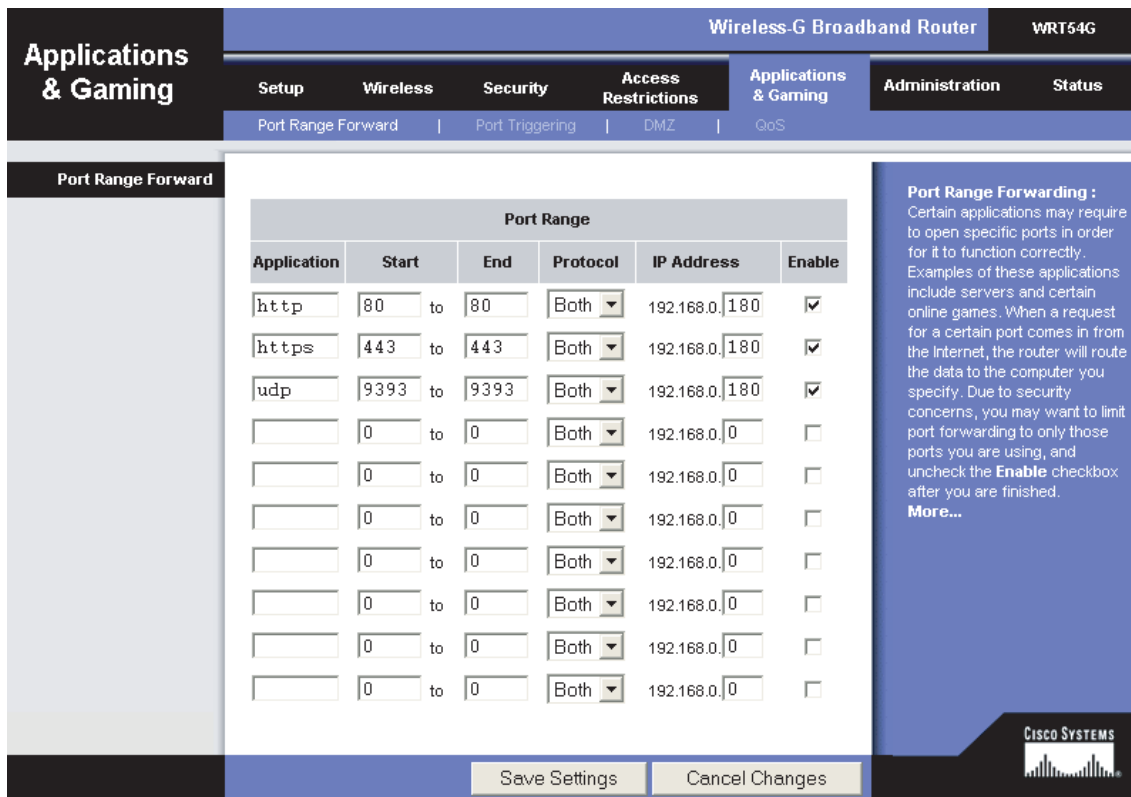 Wireless-G Broadband Router WRT54G
Applications
& Gaming
Setup Wireless Security Access Restrictions Applications & Gaming Administration Status
Port Range Forward | Port Triggering | DMZ | QoS
Port Range Forward
Port Range
Application Start End Protocol IP Address Enable
http 80 to 80 Both 192.168.0. 180
https 443 to 443 Both 192.168.0. 180
udp 9393 to 9393 Both 192.168.0. 180
0 to 0 Both 192.168.0. 0
0 to 0 Both 192.168.0. 0
0 to 0 Both 192.168.0. 0
0 to 0 Both 192.168.0. 0
0 to 0 Both 192.168.0. 0
0 to 0 Both 192.168.0. 0
0 to 0 Both 192.168.0. 0
Port Range Forwarding :
Certain applications may require
to open specific ports in order
for it to function correctly.
Examples of these applications
include servers and certain
online games. When a request
for a certain port comes in from
the Internet, the router will route
the data to the computer you
specify. Due to security
concerns, you may want to limit
port forwarding to only those
ports you are using, and
uncheck the Enable checkbox
after you are finished.
More...
Save Settings Cancel Changes
CISCO SYSTEMS